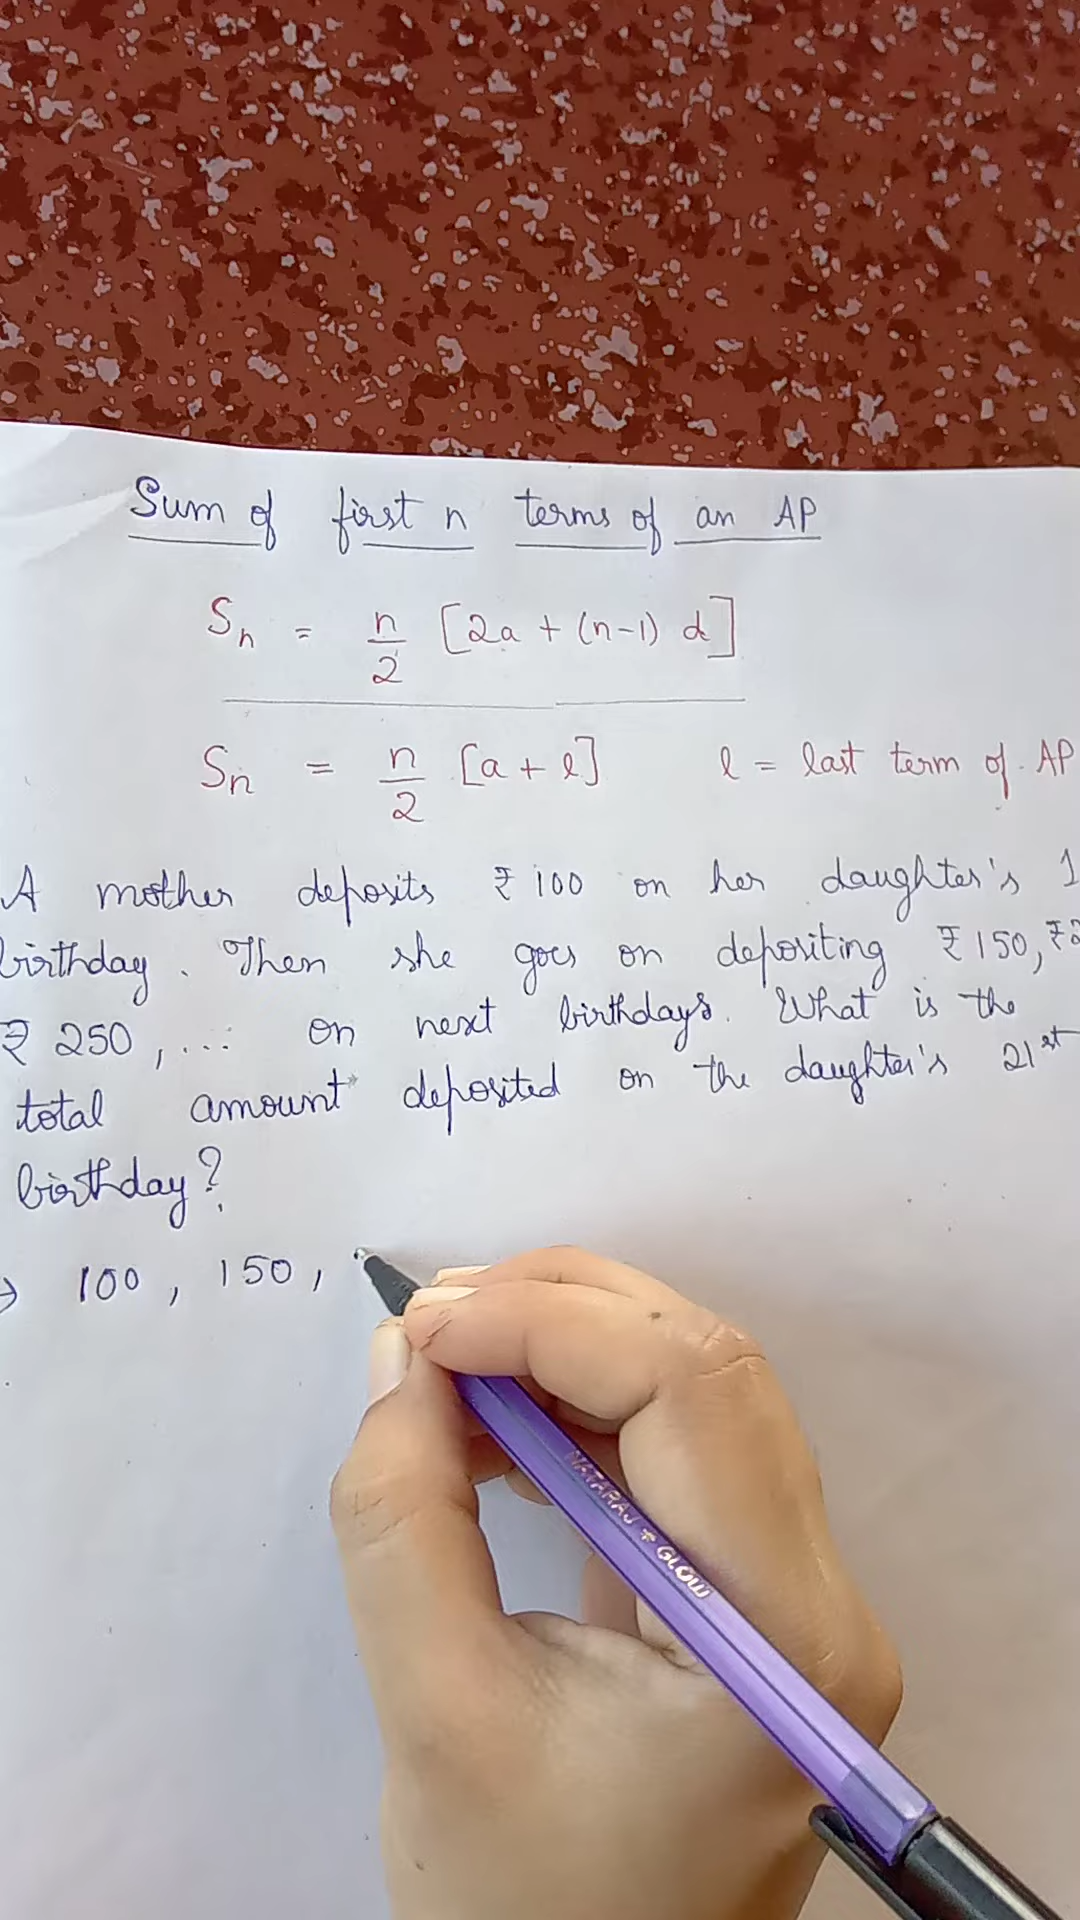 Sum of first n terms of an AP
Sn = n/2 [2a + (n-1) d]
Sn = n/2 [a + l] l = last term of AP
A mother deposits ₹ 100 on her daughter's 1
birthday. Then she goes on depositing ₹ 150, ₹2
₹ 250, ... on next birthdays. What is the
total amount deposited on the daughter's 21st
birthday?
→ 100, 150,
NATARAJ + GLOW